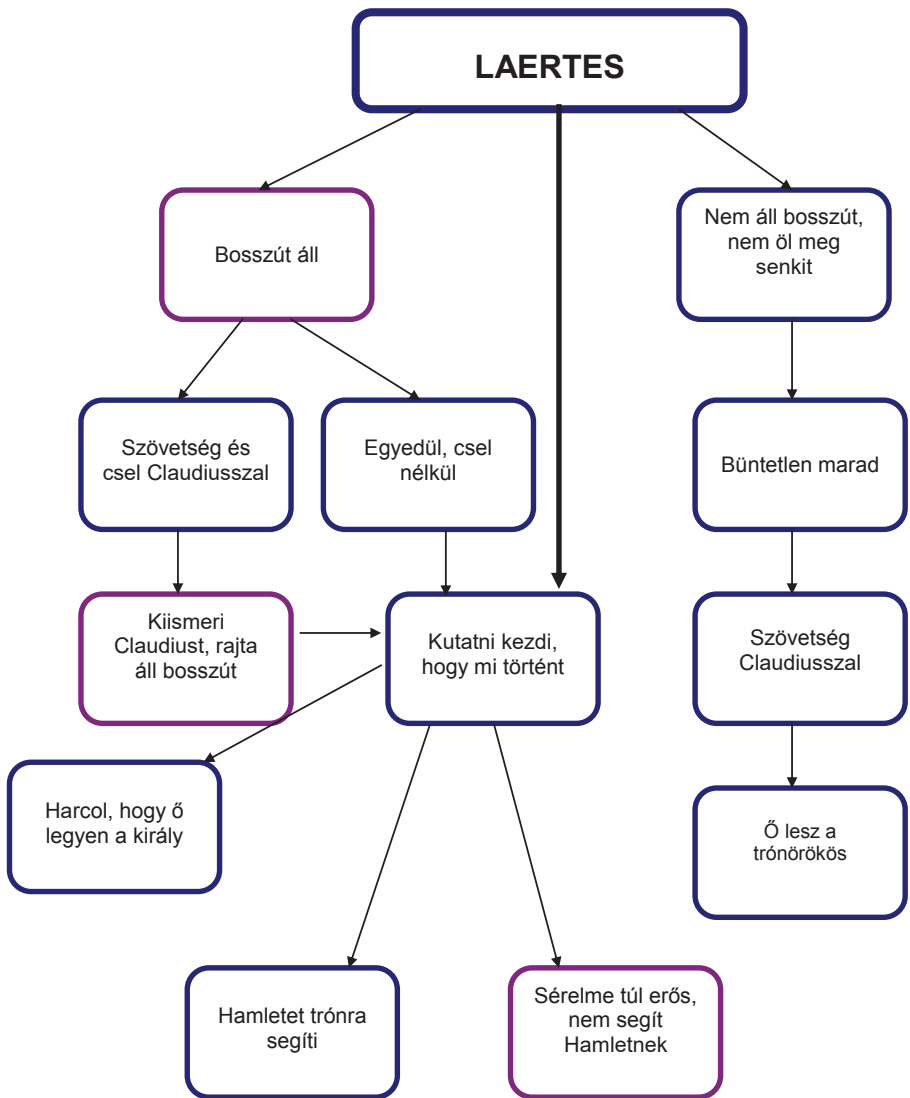 LAERTES
Bosszút áll
Nem áll bosszút,
nem öl meg
senkit
Szövetség és
csel Claudiusszal
Egyedül, csel
nélkül
Büntetlen marad
Kiismeri
Claudiust, rajta
áll bosszút
Kutatni kezdi,
hogy mi történt
Szövetség
Claudiusszal
Harcol, hogy ő
legyen a király
Ő lesz a
trónörökös
Hamletet trónra
segíti
Sérelme túl erős,
nem segít
Hamletnek